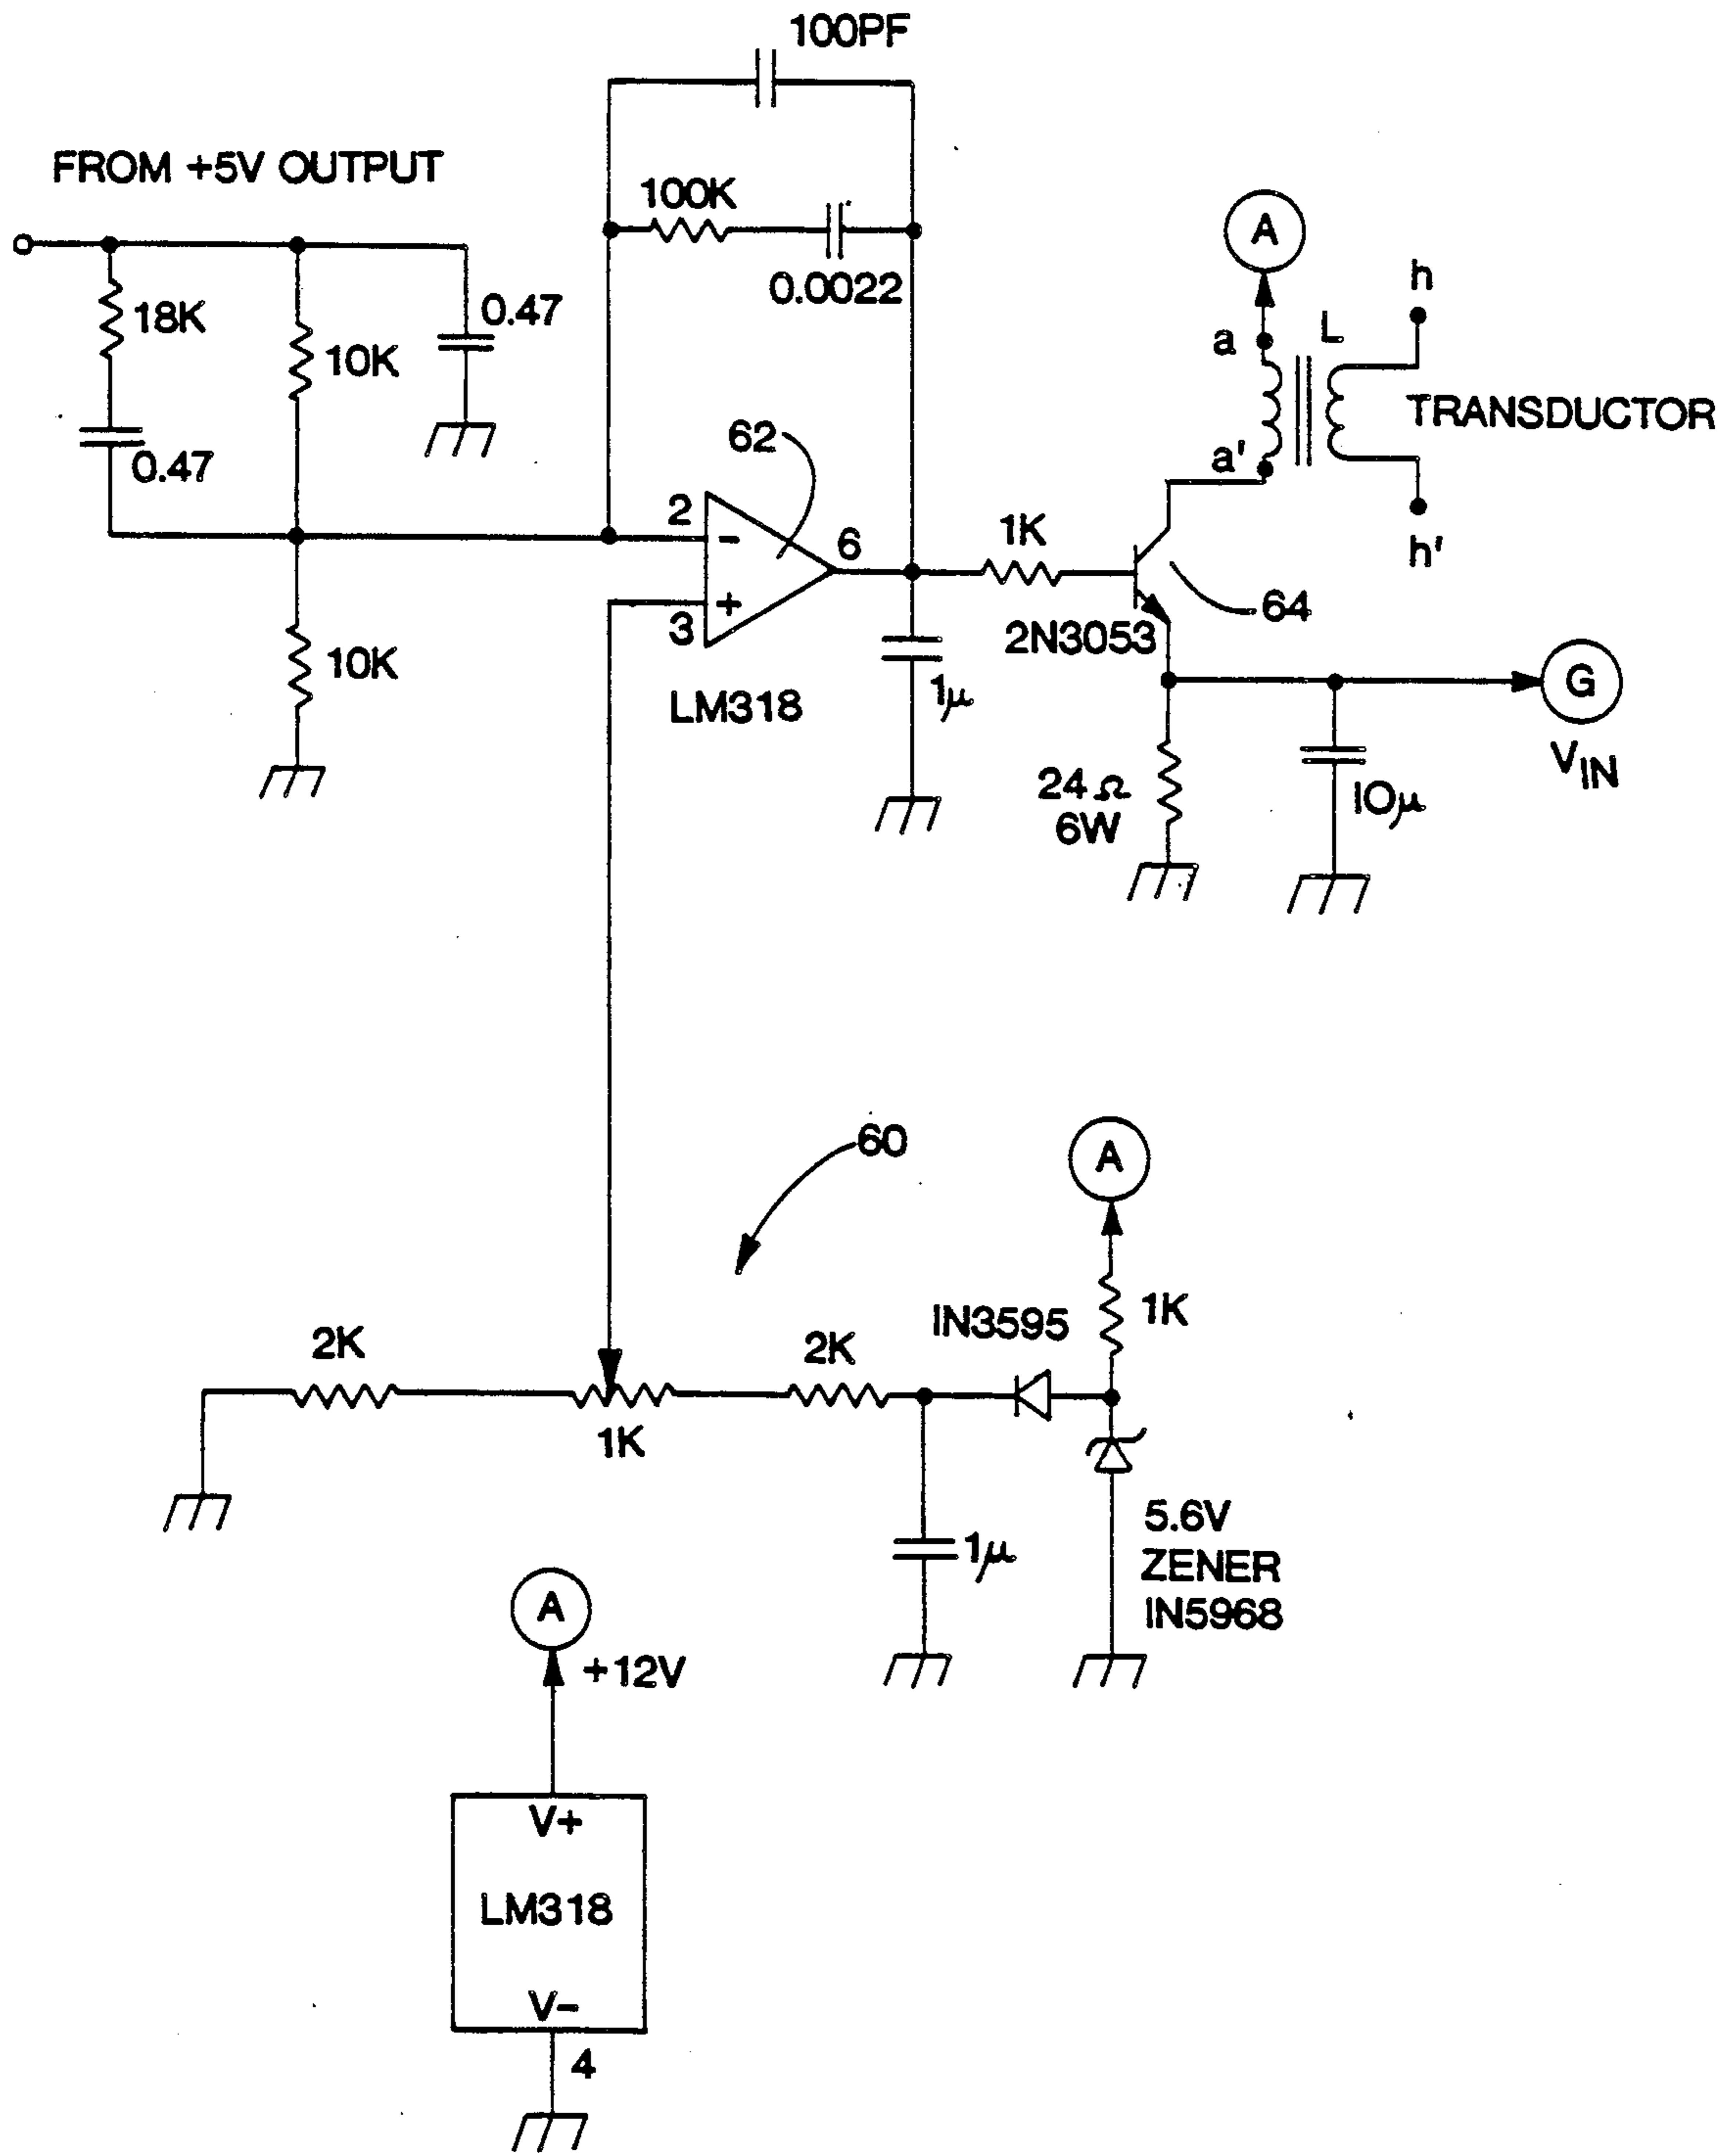 100PF
FROM +5V OUTPUT
100K
0.0022
18K
10K
0.47
0.47
10K
62
2
-
+
3
6
LM318
1K
1μ
2N3053
64
A
a
a'
L
h
h'
TRANSDUCTOR
24Ω
6W
10μ
G
VIN
60
A
1K
IN3595
2K
1K
2K
1μ
5.6V
ZENER
IN5968
A
+12V
V+
LM318
V-
4